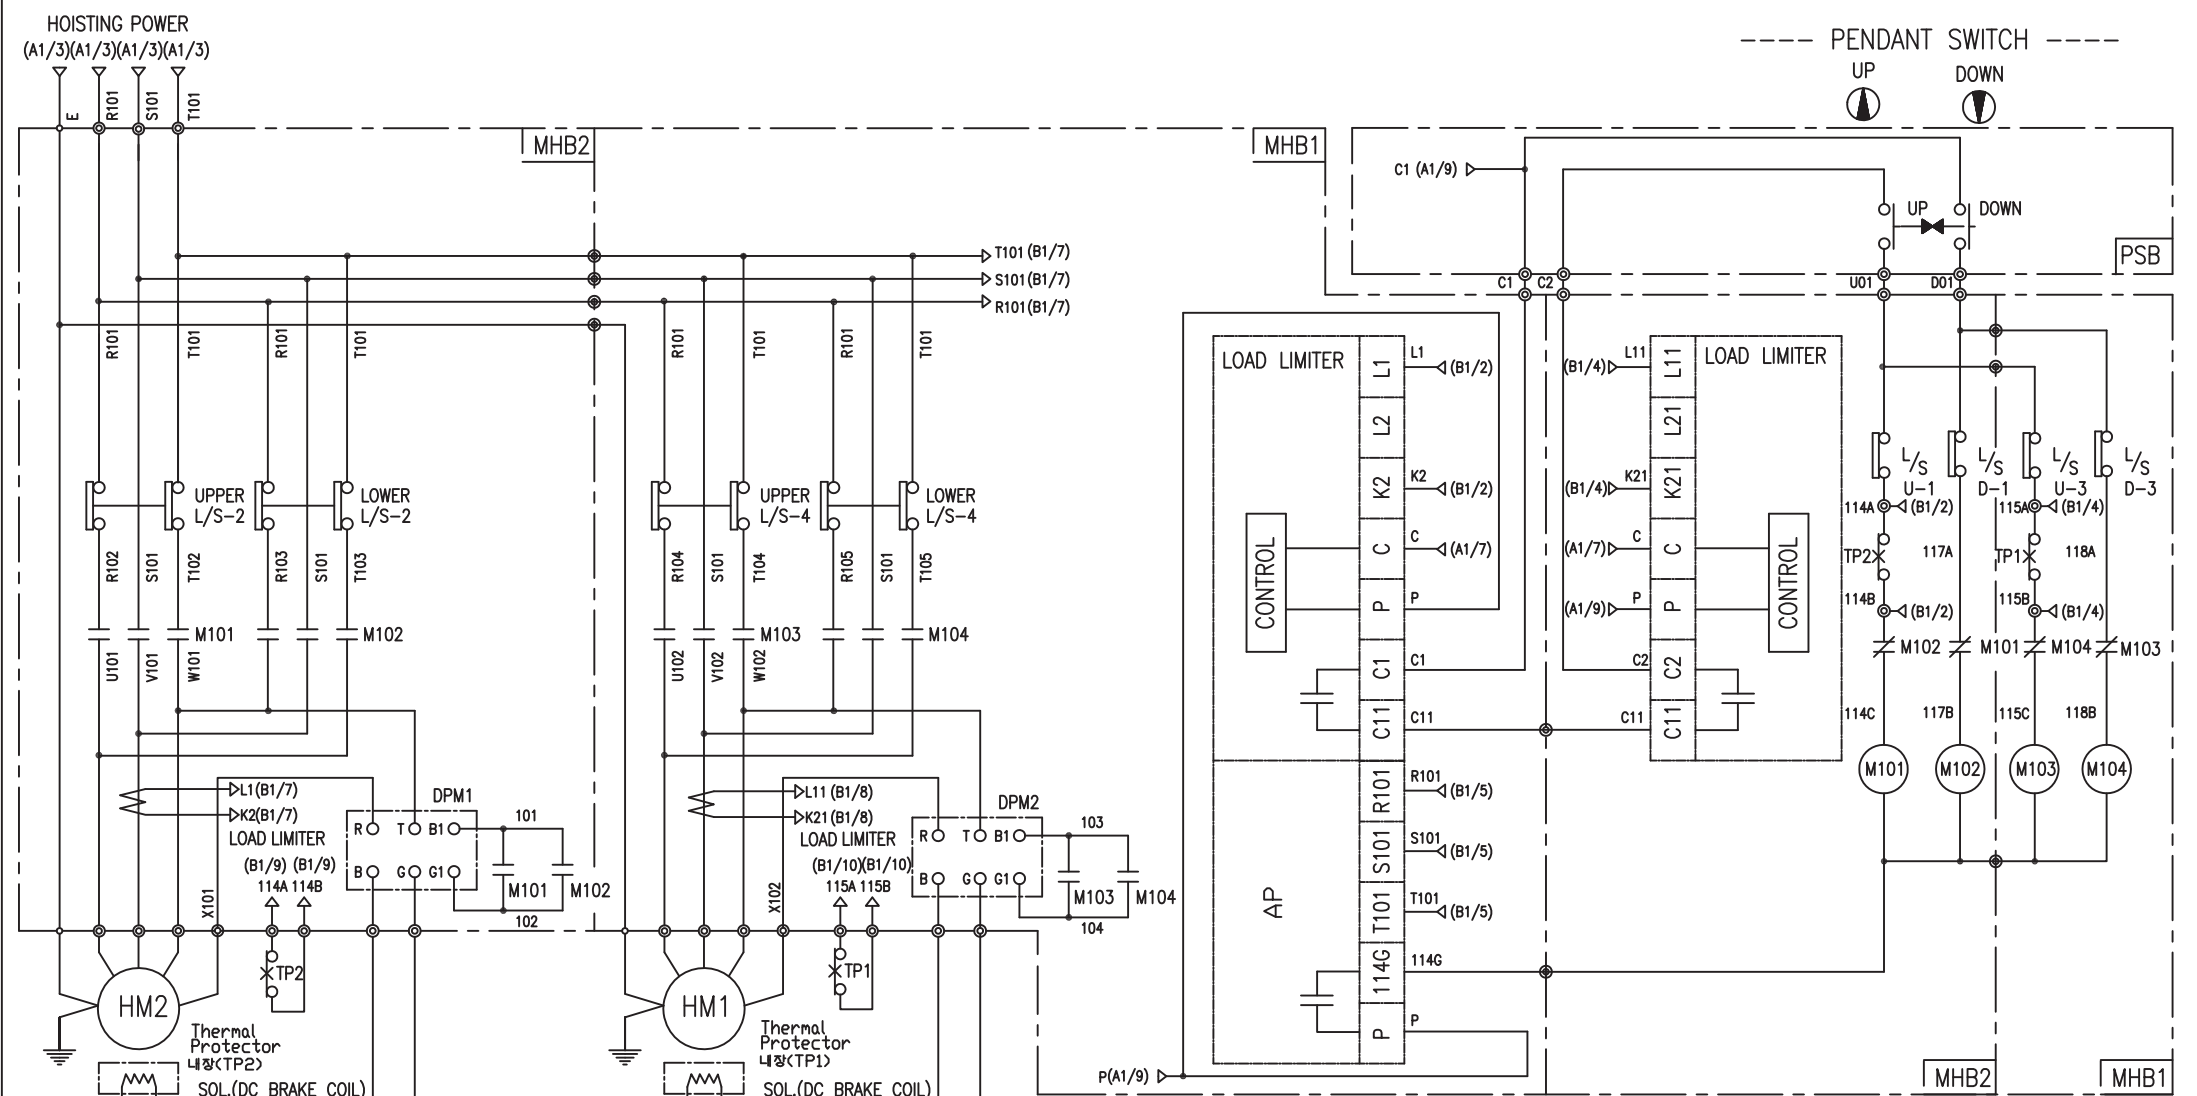 HOISTING POWER
(A1/3)(A1/3)(A1/3)(A1/3)
E
R101
S101
T101
MHB2
MHB1
PENDANT SWITCH
UP
DOWN
C1 (A1/9)
UP
DOWN
PSB
C1
C2
U01
D01
T101 (B1/7)
S101 (B1/7)
R101 (B1/7)
R101
T101
R101
T101
R101
T101
R101
T101
UPPER
L/S-2
LOWER
L/S-2
UPPER
L/S-4
LOWER
L/S-4
R102
S101
T102
R103
S101
T103
R104
S101
T104
R105
S101
T105
M101
M102
M103
M104
U101
V101
W101
U102
V102
W102
L1(B1/7)
K2(B1/7)
LOAD LIMITER
(B1/9) (B1/9)
114A 114B
X101
DPM1
R
T
B1
B
G
G1
101
M101
M102
102
L11 (B1/8)
K21 (B1/8)
LOAD LIMITER
(B1/10)(B1/10)
115A 115B
X102
DPM2
R
T
B1
B
G
G1
103
M103
M104
104
HM2
TP2
Thermal
Protector
내장(TP2)
SOL.(DC BRAKE COIL)
HM1
TP1
Thermal
Protector
내장(TP1)
SOL.(DC BRAKE COIL)
LOAD LIMITER
CONTROL
L1
L2
K2
C
P
C1
C11
L1
(B1/2)
K2
(B1/2)
C
(A1/7)
P
C1
C11
AP
R101
S101
T101
114G
P
R101
(B1/5)
S101
(B1/5)
T101
(B1/5)
114G
P
P(A1/9)
LOAD LIMITER
CONTROL
L11
L21
K21
C
P
C2
C11
L11
(B1/4)
K21
(B1/4)
C
(A1/7)
P
(A1/9)
C2
C11
L/S
U-1
L/S
D-1
L/S
U-3
L/S
D-3
114A
(B1/2)
115A
(B1/4)
TP2
117A
TP1
118A
114B
(B1/2)
115B
(B1/4)
M102
M101
M104
M103
114C
117B
115C
118B
M101
M102
M103
M104
MHB2
MHB1